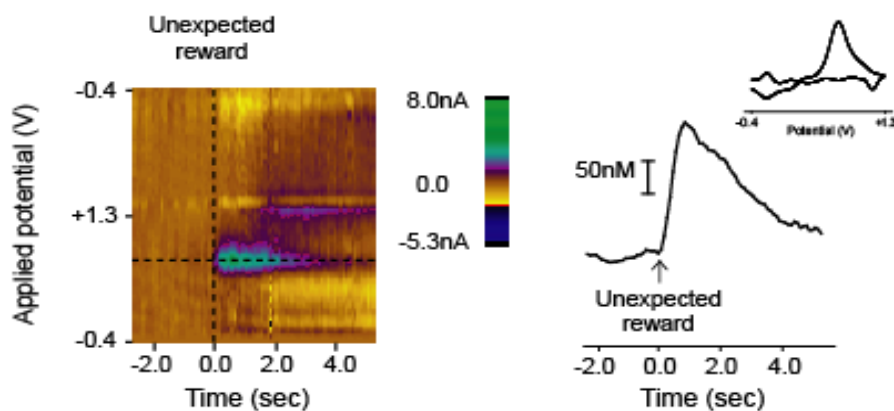 Unexpected
reward
Applied potential (V)
-0.4
+1.3
-0.4
-2.0 0.0 2.0 4.0
Time (sec)
8.0nA
0.0
-5.3nA
-0.4 +1.3
Potential (V)
50nM
Unexpected
reward
-2.0 0.0 2.0 4.0
Time (sec)